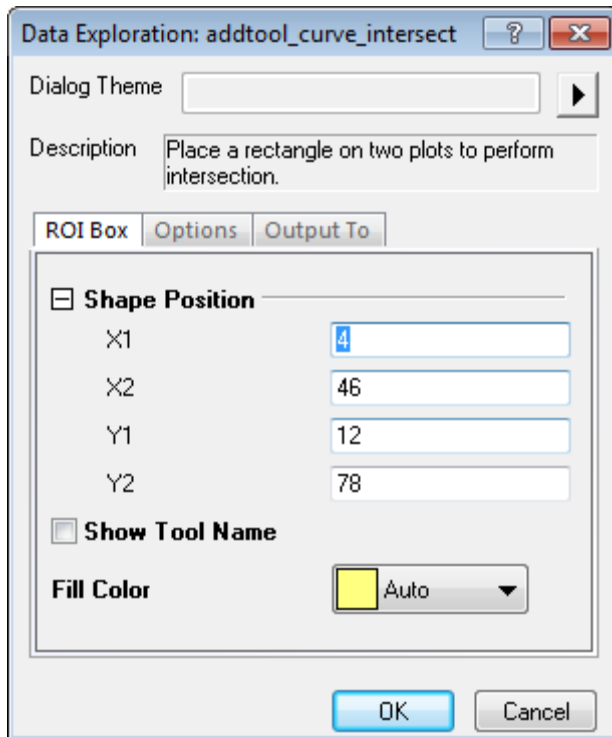 Data Exploration: addtool_curve_intersect
Dialog Theme
Description Place a rectangle on two plots to perform
intersection.
ROI Box Options Output To
Shape Position
X1 4
X2 46
Y1 12
Y2 78
Show Tool Name
Fill Color Auto
OK Cancel